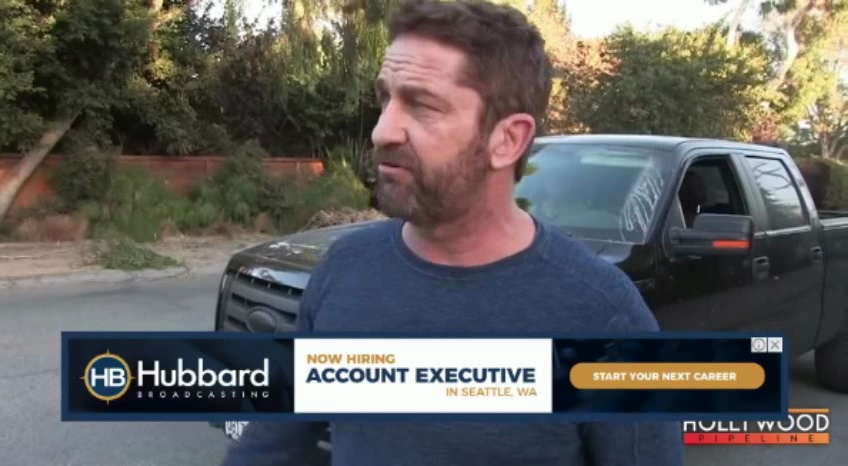 HB Hubbard
BROADCASTING
NOW HIRING
ACCOUNT EXECUTIVE
IN SEATTLE, WA
START YOUR NEXT CAREER
HOLLYWOOD
PIPELINE